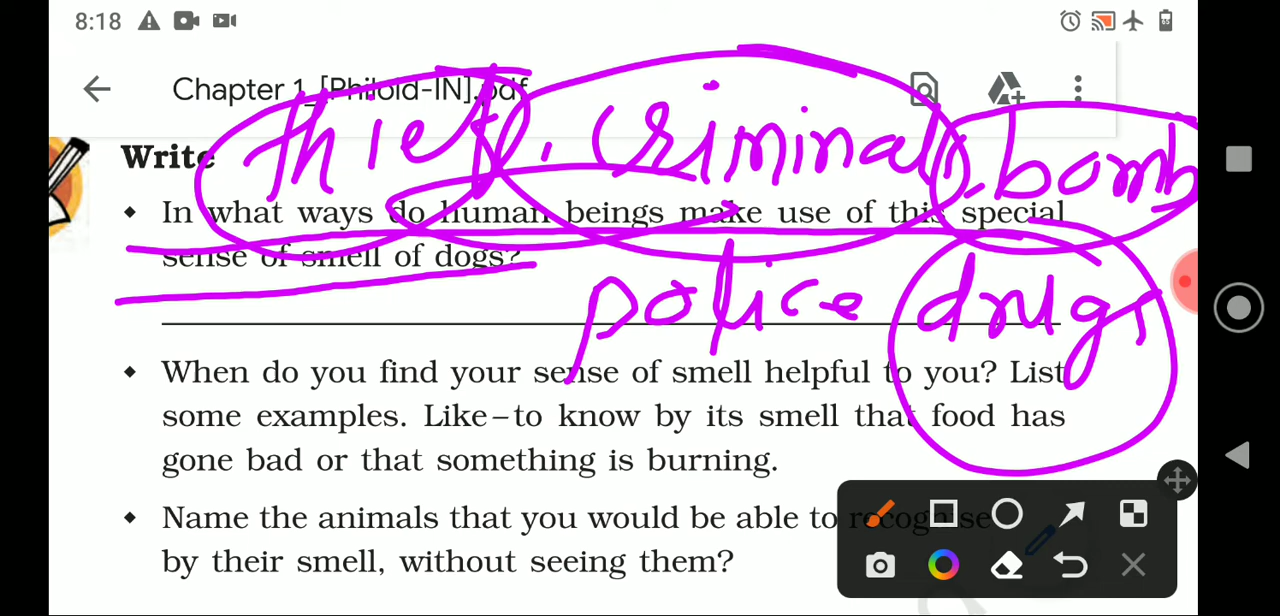 8:18
Chapter 1_[Philoid-IN].pdf
thief, criminal, bomb
Write
In what ways do human beings make use of this special
sense of smell of dogs?
police drugs
When do you find your sense of smell helpful to you? List
some examples. Like–to know by its smell that food has
gone bad or that something is burning.
Name the animals that you would be able to recognise
by their smell, without seeing them?